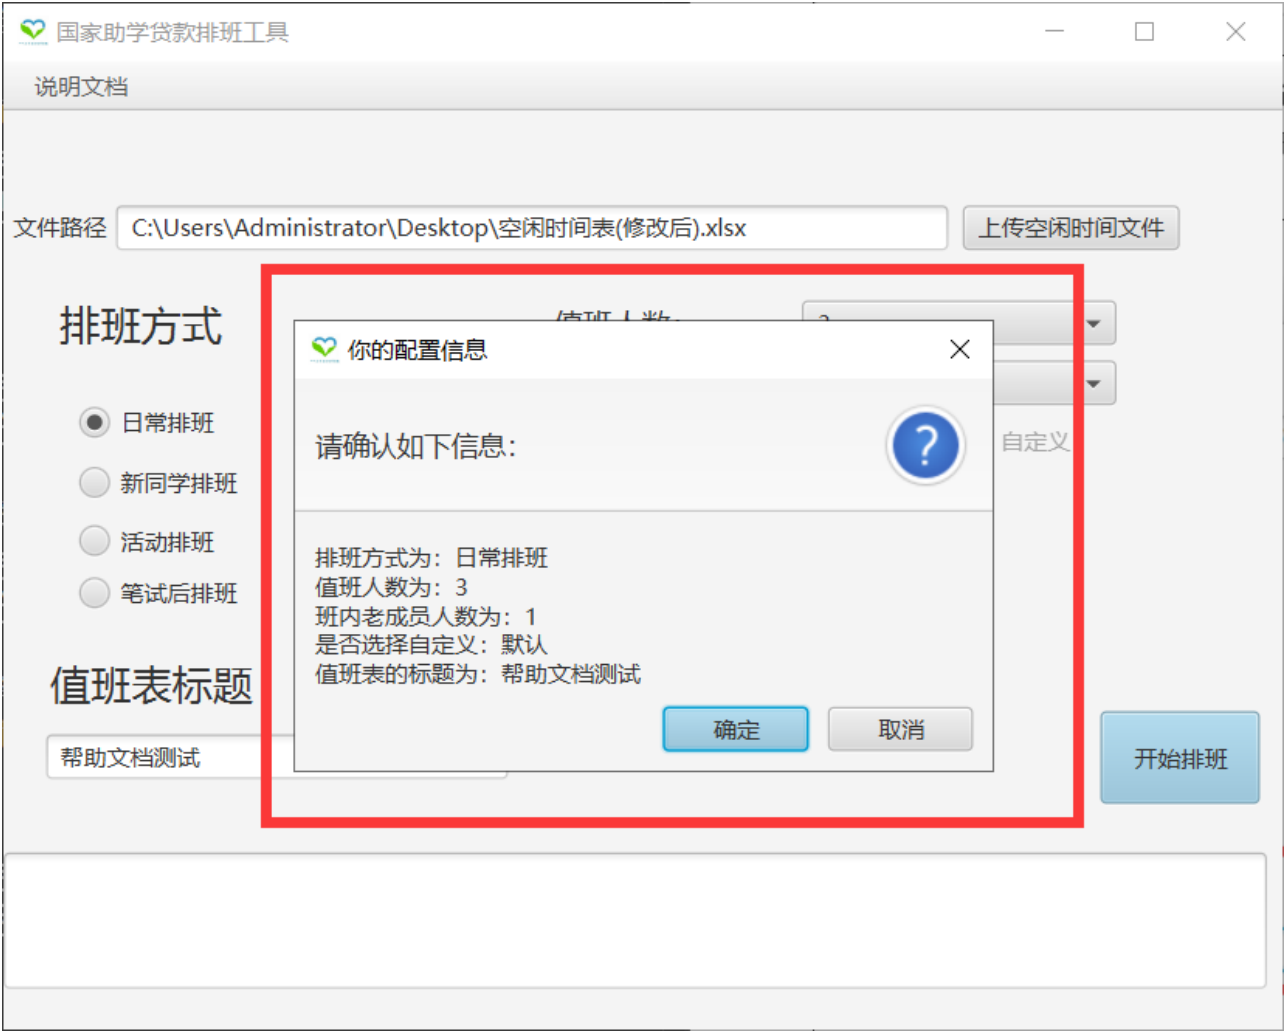 国家助学贷款排班工具
说明文档
文件路径
C:\Users\Administrator\Desktop\空闲时间表(修改后).xlsx
上传空闲时间文件
排班方式
值班人数:
日常排班
新同学排班
活动排班
笔试后排班
自定义
你的配置信息
请确认如下信息:
?
排班方式为: 日常排班
值班人数为: 3
班内老成员人数为: 1
是否选择自定义: 默认
值班表的标题为: 帮助文档测试
确定
取消
值班表标题
帮助文档测试
开始排班